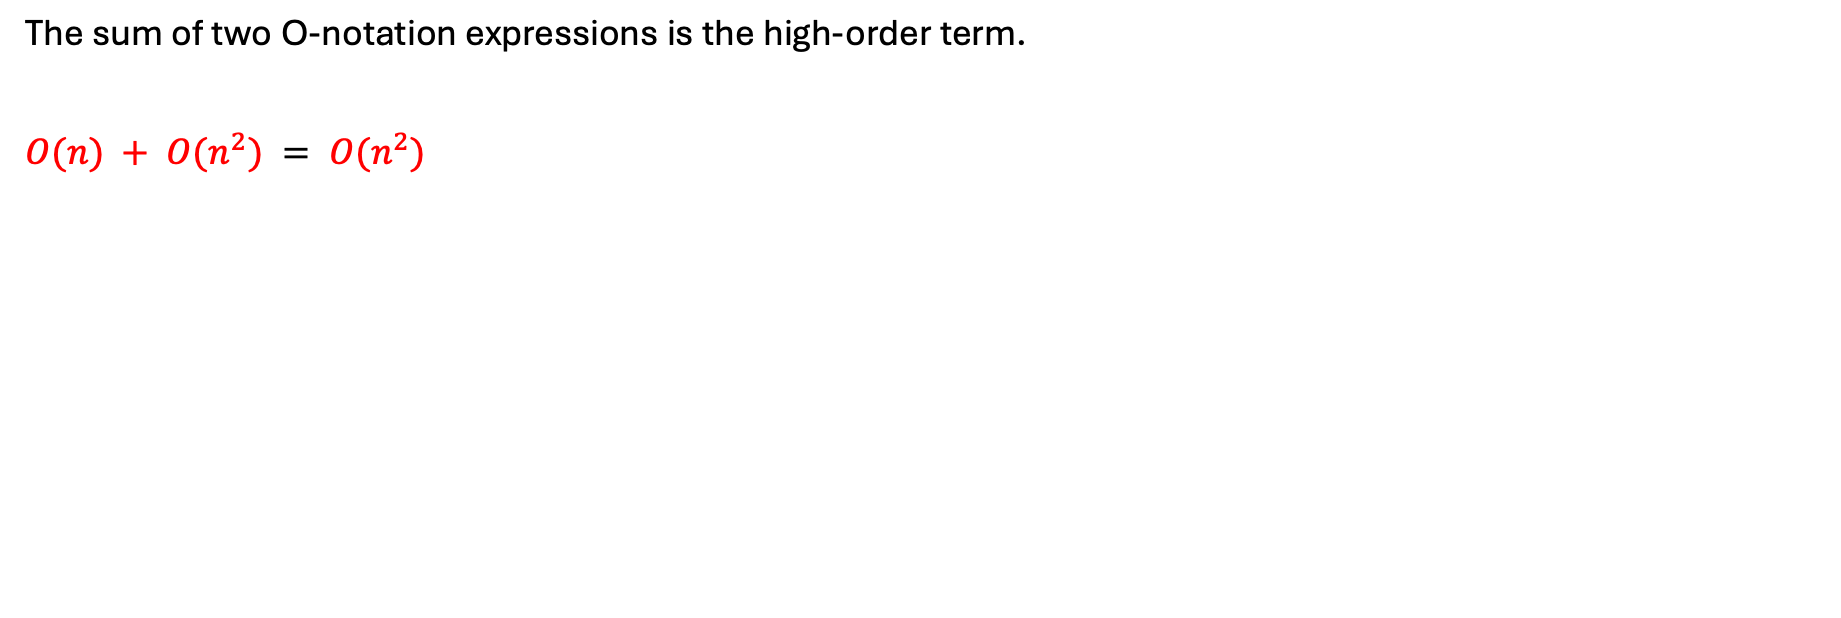 The sum of two O-notation expressions is the high-order term.
O(n) + O(n²) = O(n²)